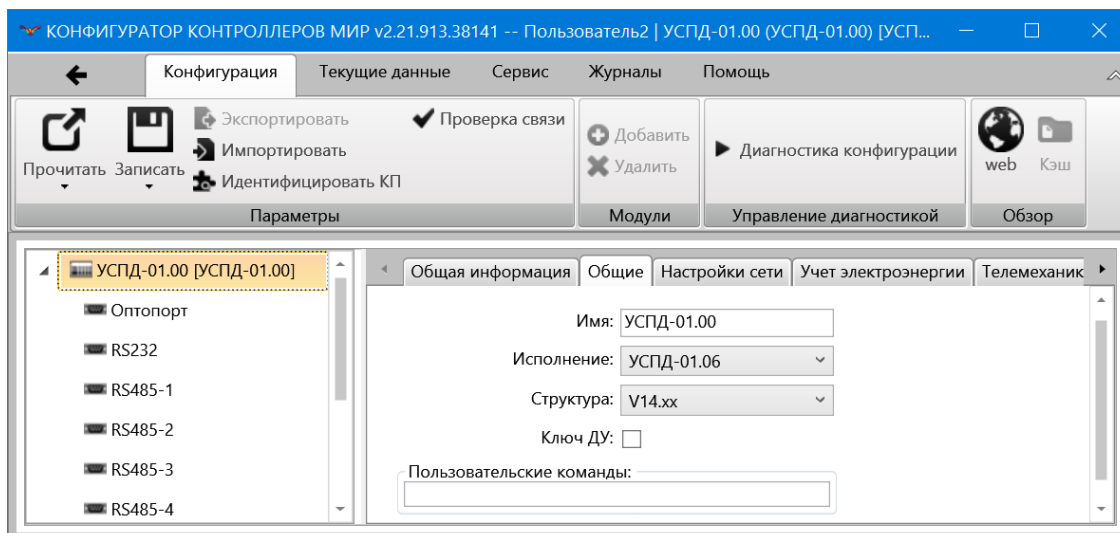 КОНФИГУРАТОР КОНТРОЛЛЕРОВ МИР v2.21.913.38141 -- Пользователь2 | УСПД-01.00 (УСПД-01.00) [УСП...
Конфигурация Текущие данные Сервис Журналы Помощь
Прочитать Записать
Экспортировать
Импортировать
Идентифицировать КП
Проверка связи
Параметры
Добавить
Удалить
Модули
Диагностика конфигурации
Управление диагностикой
web Кэш
Обзор
УСПД-01.00 [УСПД-01.00]
Оптопорт
RS232
RS485-1
RS485-2
RS485-3
RS485-4
Общая информация Общие Настройки сети Учет электроэнергии Телемеханик
Имя: УСПД-01.00
Исполнение: УСПД-01.06
Структура: V14.xx
Ключ ДУ:
Пользовательские команды: